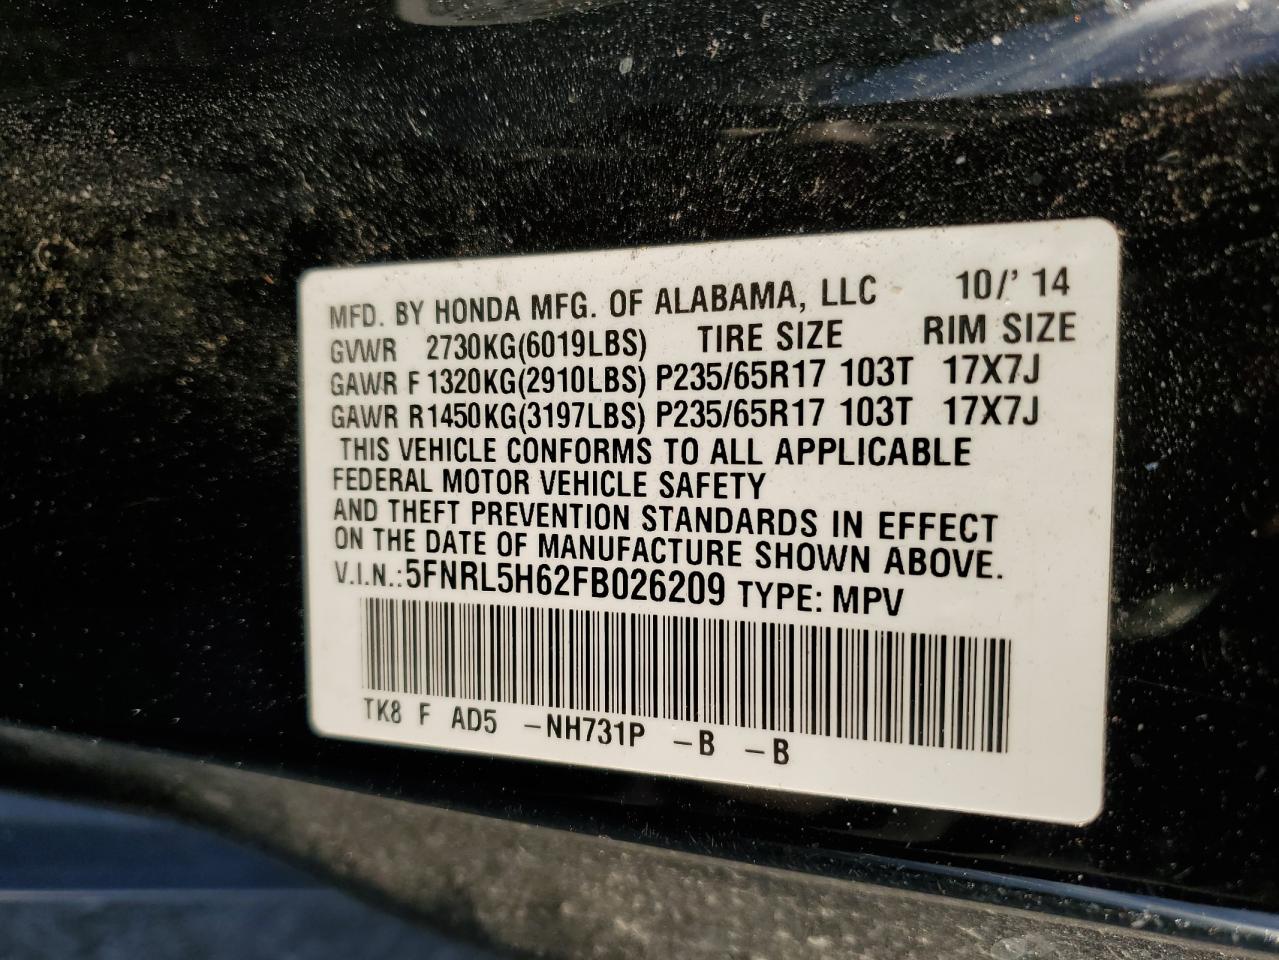 MFD. BY HONDA MFG. OF ALABAMA, LLC 10/' 14
GVWR 2730KG(6019LBS) TIRE SIZE RIM SIZE
GAWR F 1320KG(2910LBS) P235/65R17 103T 17X7J
GAWR R1450KG(3197LBS) P235/65R17 103T 17X7J
THIS VEHICLE CONFORMS TO ALL APPLICABLE
FEDERAL MOTOR VEHICLE SAFETY
AND THEFT PREVENTION STANDARDS IN EFFECT
ON THE DATE OF MANUFACTURE SHOWN ABOVE.
V.I.N.:5FNRL5H62FB026209 TYPE: MPV
TK8 F AD5 -NH731P -B -B